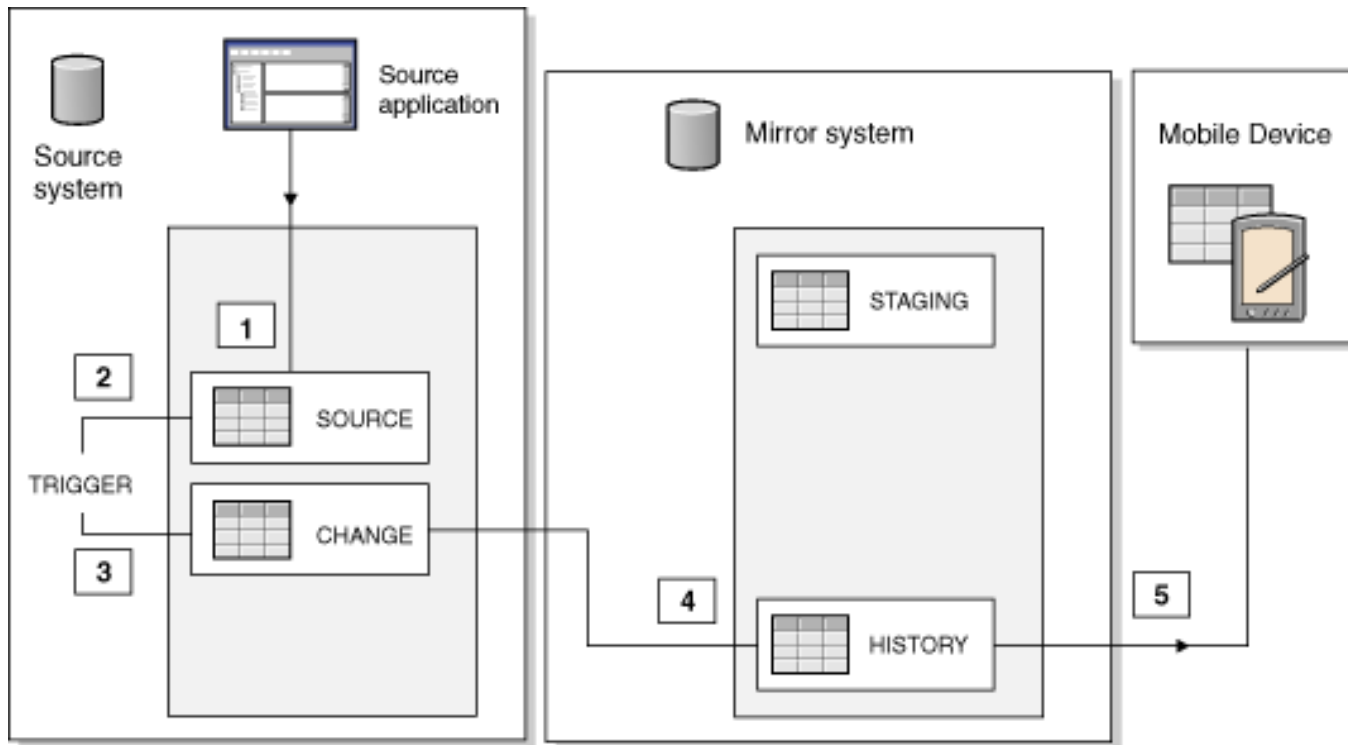 Source
application
Source
system
Mirror system
Mobile Device
STAGING
1
2
SOURCE
TRIGGER
CHANGE
3
4
5
HISTORY